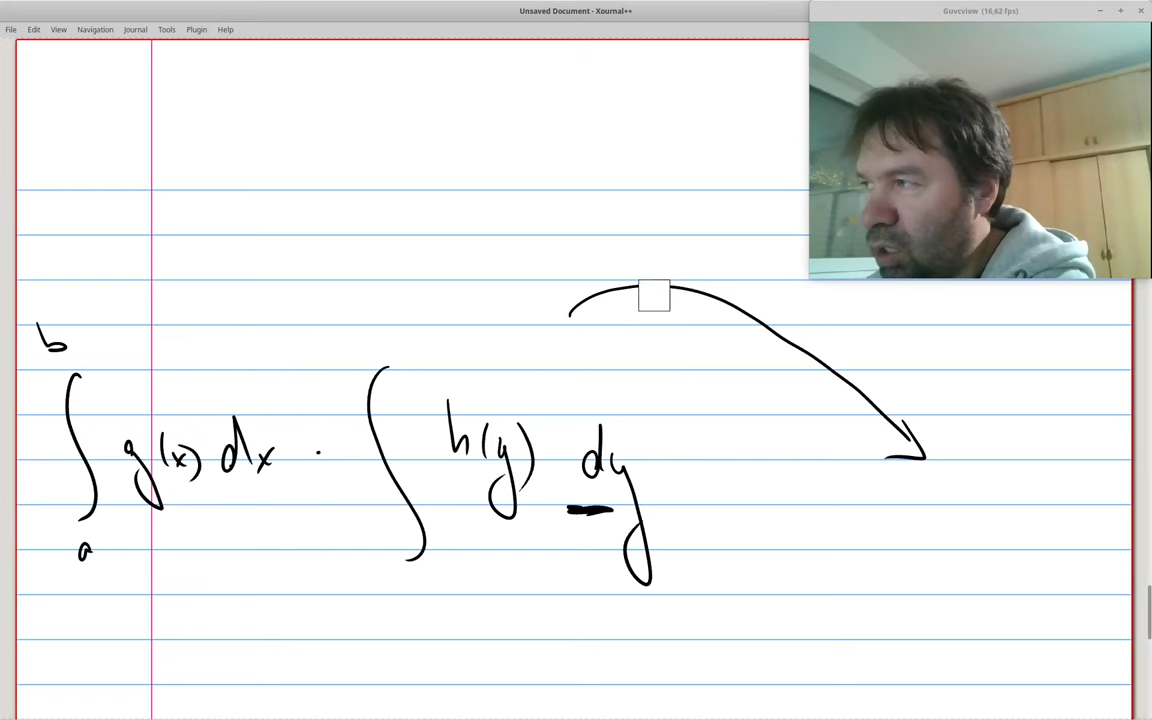 Unsaved Document - Xournal++
Guvcview (16,62 fps)
File Edit View Navigation Journal Tools Plugin Help
b
∫ g(x) dx · ∫ h(y) dy
a